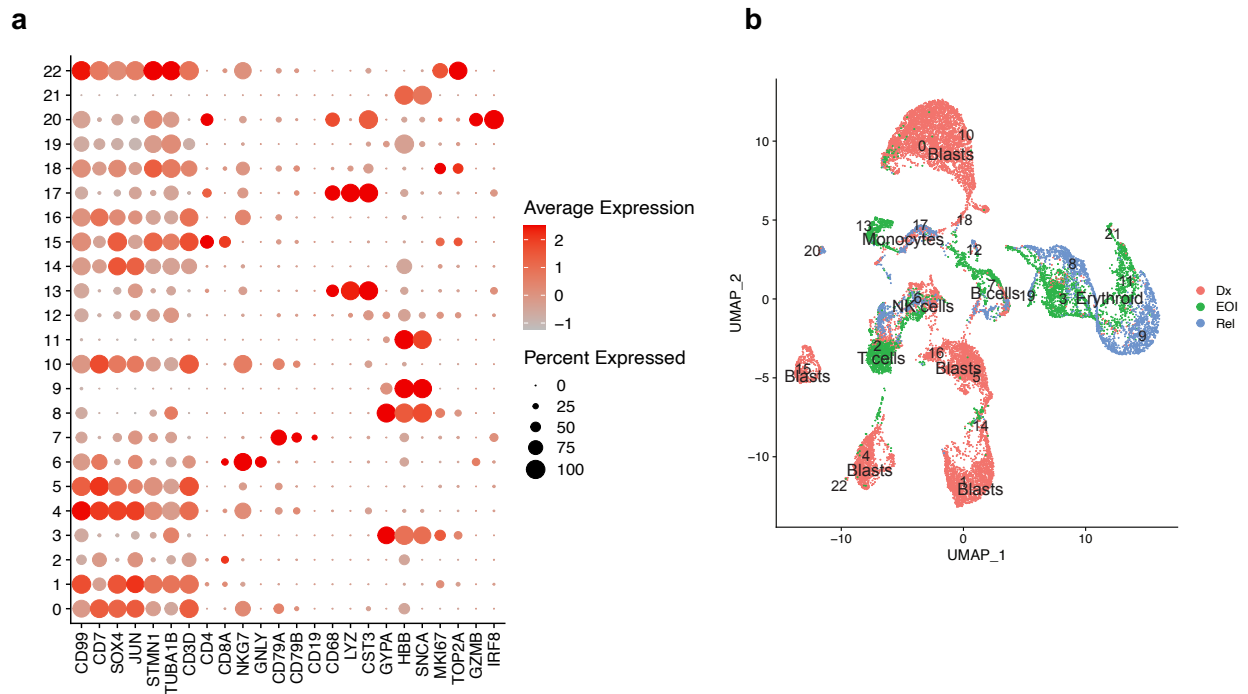 a
22
21
20
19
18
17
16
15
14
13
12
11
10
9
8
7
6
5
4
3
2
1
0
CD99
CD7
SOX4
JUN
STMN1
TUBA1B
CD3D
CD4
CD8A
NKG7
GNLY
CD79A
CD79B
CD19
CD68
LYZ
CST3
GYPA
HBB
SNCA
MKI67
TOP2A
GZMB
IRF8
Average Expression
2
1
0
−1
Percent Expressed
0
25
50
75
100
b
UMAP_2
10
5
0
−5
−10
−10
0
10
UMAP_1
10
0
Blasts
13
17
18
Monocytes
20
12
21
8
7
11
B cells
19
3
Erythroid
6
NK cells
9
2
T cells
16
Blasts
5
15
Blasts
14
4
Blasts
22
1
Blasts
Dx
EOI
Rel